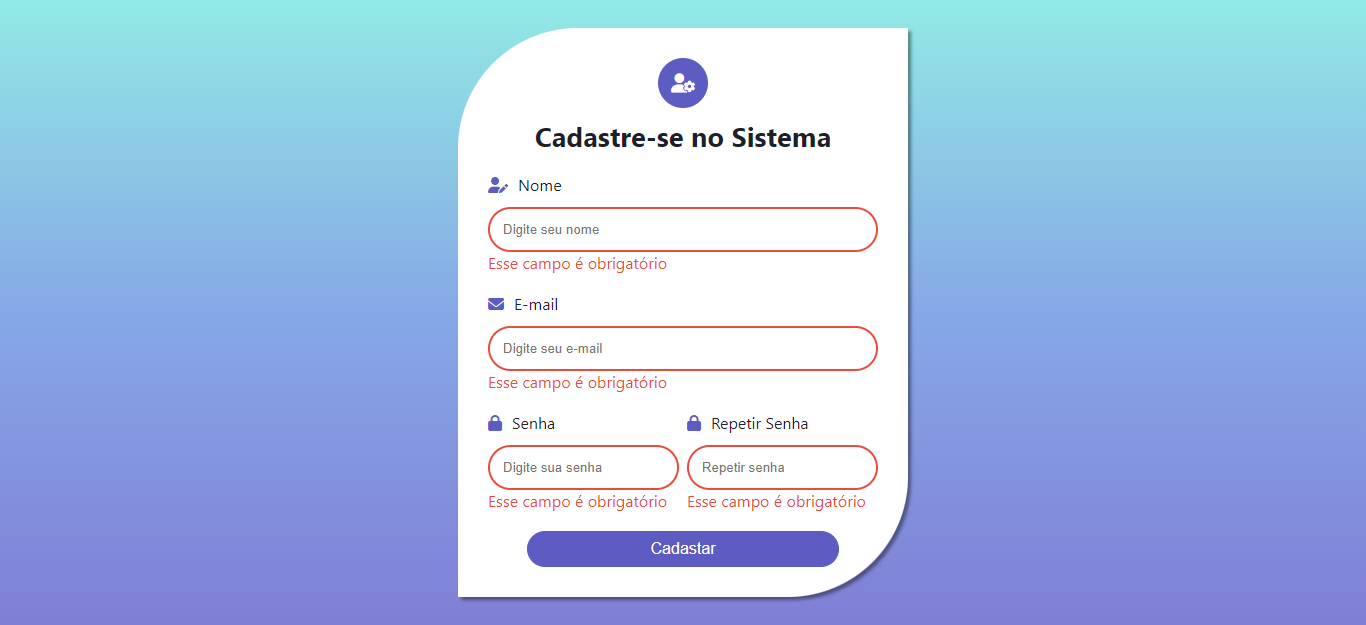 Cadastre-se no Sistema
Nome
Digite seu nome
Esse campo é obrigatório
E-mail
Digite seu e-mail
Esse campo é obrigatório
Senha Repetir Senha
Digite sua senha Repetir senha
Esse campo é obrigatório Esse campo é obrigatório
Cadastar